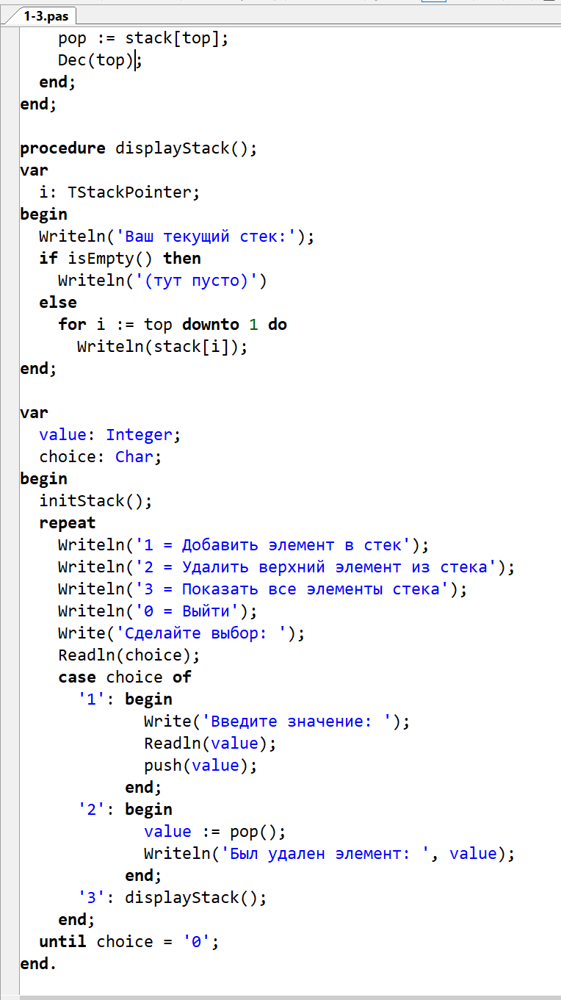 1-3.pas
    pop := stack[top];
    Dec(top);
  end;
end;

procedure displayStack();
var
  i: TStackPointer;
begin
  Writeln('Ваш текущий стек:');
  if isEmpty() then
    Writeln('(тут пусто)')
  else
    for i := top downto 1 do
      Writeln(stack[i]);
end;

var
  value: Integer;
  choice: Char;
begin
  initStack();
  repeat
    Writeln('1 = Добавить элемент в стек');
    Writeln('2 = Удалить верхний элемент из стека');
    Writeln('3 = Показать все элементы стека');
    Writeln('0 = Выйти');
    Write('Сделайте выбор: ');
    Readln(choice);
    case choice of
      '1': begin
             Write('Введите значение: ');
             Readln(value);
             push(value);
           end;
      '2': begin
             value := pop();
             Writeln('Был удален элемент: ', value);
           end;
      '3': displayStack();
    end;
  until choice = '0';
end.